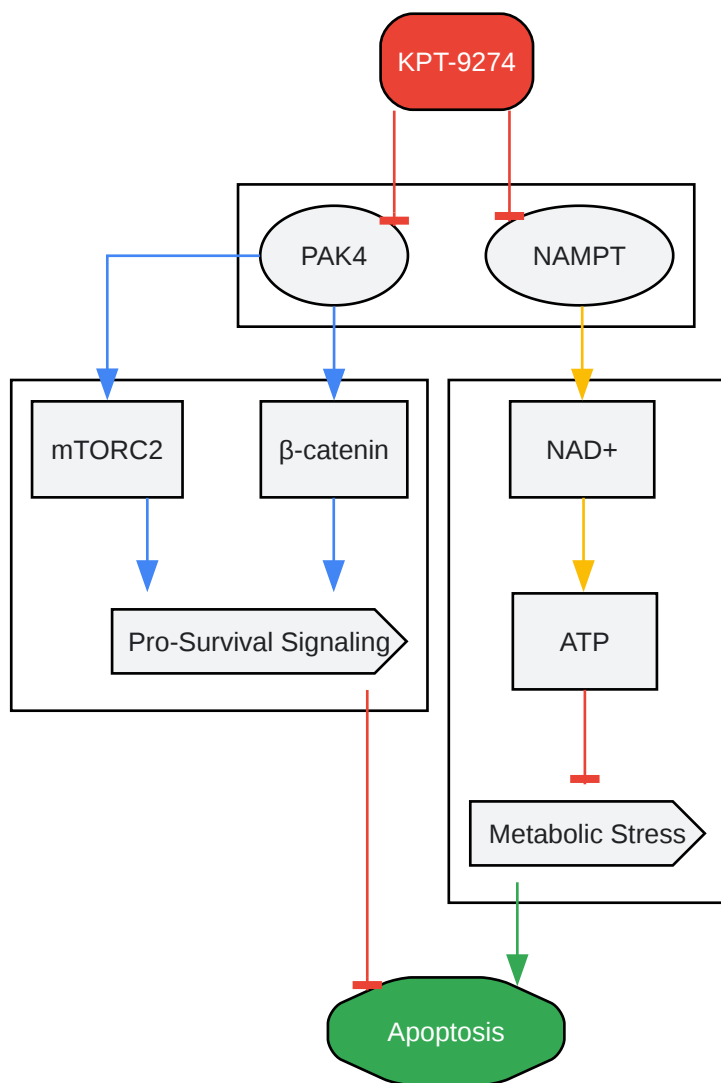 KPT-9274
PAK4
NAMPT
mTORC2
β-catenin
NAD+
Pro-Survival Signaling
ATP
Metabolic Stress
Apoptosis